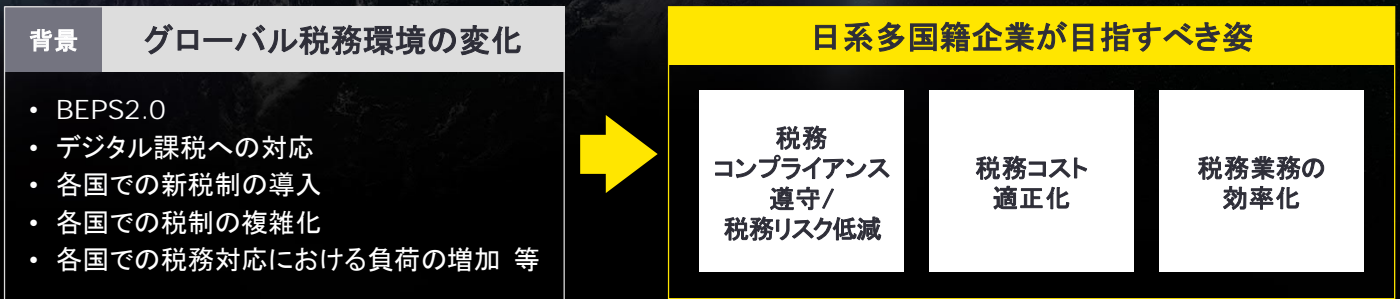 背景
グローバル税務環境の変化
• BEPS2.0
• デジタル課税への対応
• 各国での新税制の導入
• 各国での税制の複雑化
• 各国での税務対応における負荷の増加 等
日系多国籍企業が目指すべき姿
税務
コンプライアンス
遵守/
税務リスク低減
税務コスト
適正化
税務業務の
効率化